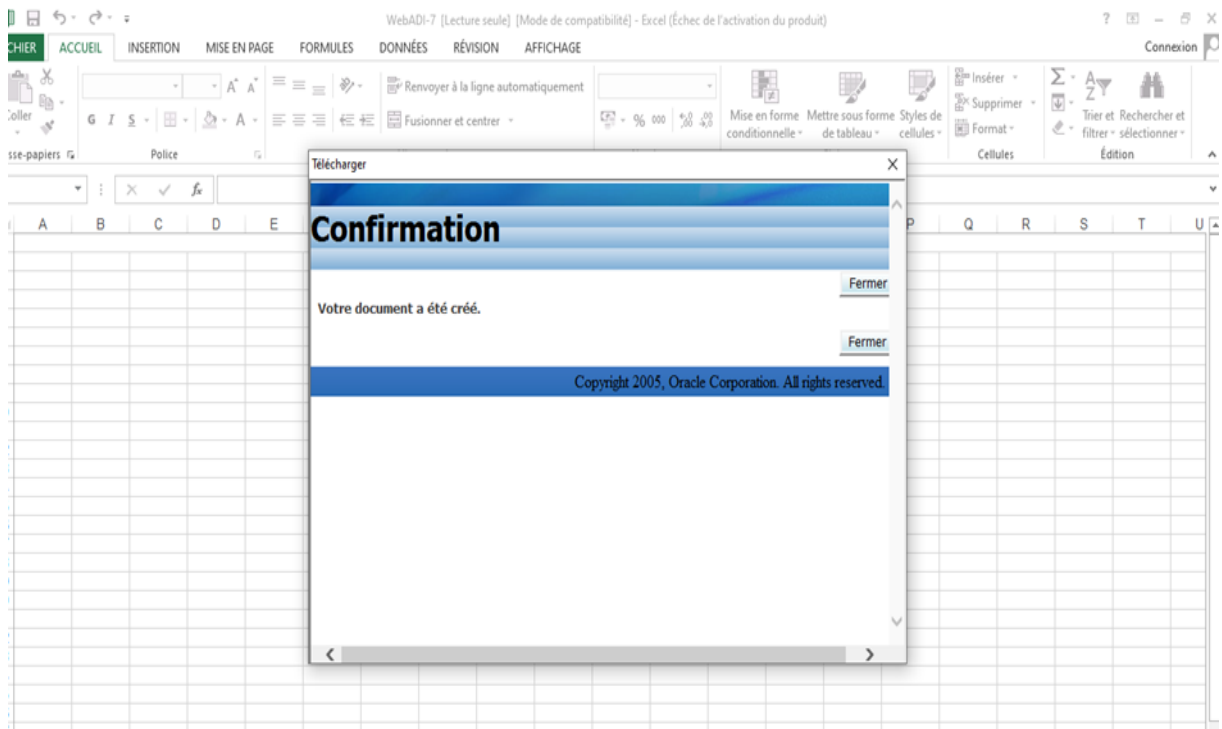 WebADI-7 [Lecture seule] [Mode de compatibilité] - Excel (Échec de l'activation du produit)
CHIER ACCUEIL INSERTION MISE EN PAGE FORMULES DONNÉES RÉVISION AFFICHAGE Connexion
Coller
G I S A A A
Renvoyer à la ligne automatiquement
Fusionner et centrer
% 000
Mise en forme conditionnelle
Mettre sous forme de tableau
Styles de cellules
Insérer
Supprimer
Format
Trier et filtrer
Rechercher et sélectionner
sse-papiers Police Cellules Édition
fx
A B C D E P Q R S T U
Télécharger
Confirmation
Fermer
Votre document a été créé.
Fermer
Copyright 2005, Oracle Corporation. All rights reserved.